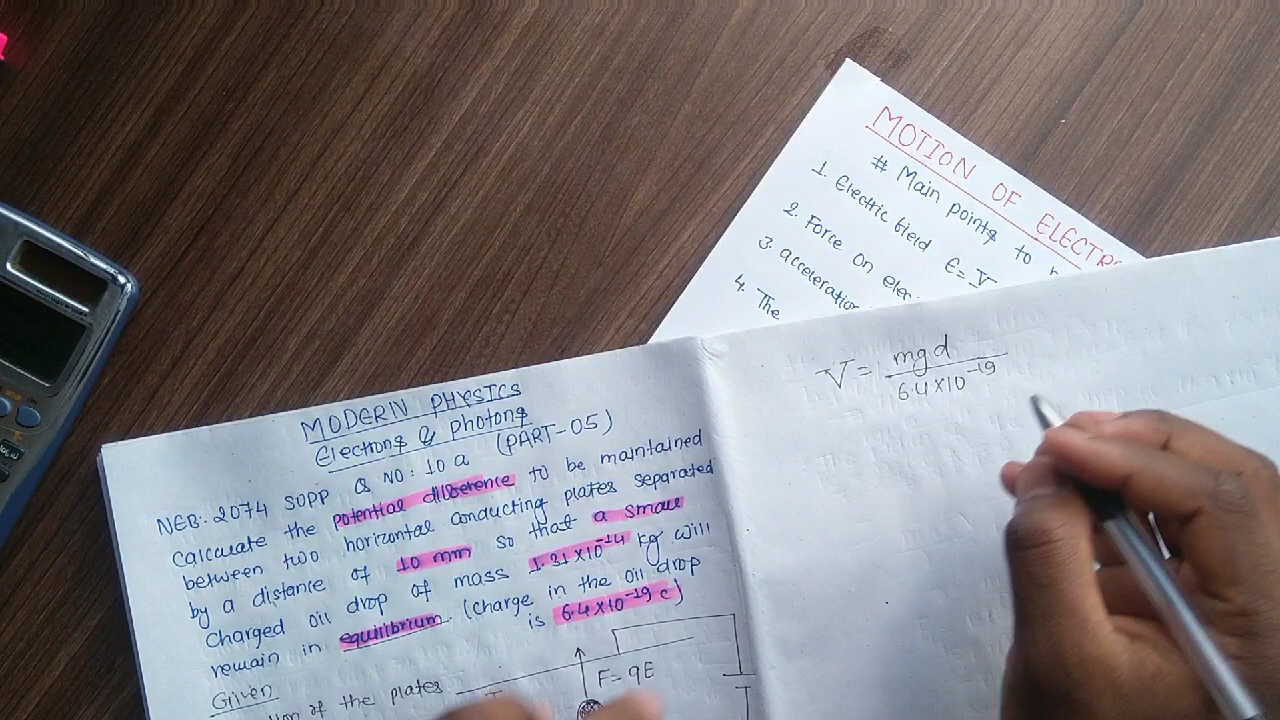 MOTION OF ELECTR
# Main points to
1. Electric field E = V
2. Force on elec
3. acceleration
4. The
V = mgd
6.4×10^-19
MODERN PHYSICS
Electrons & Photons
(PART-05)
NEB: 2074 SUPP Q NO: 10 a
Calculate the potential difference to be maintained
between two horizontal conducting plates separated
by a distance of 10 mm so that a small
charged oil drop of mass 1.31×10^-14 kg will
remain in equilibrium. (charge in the oil drop
is 6.4×10^-19 c)
Given
of the plates
F = qE
ON